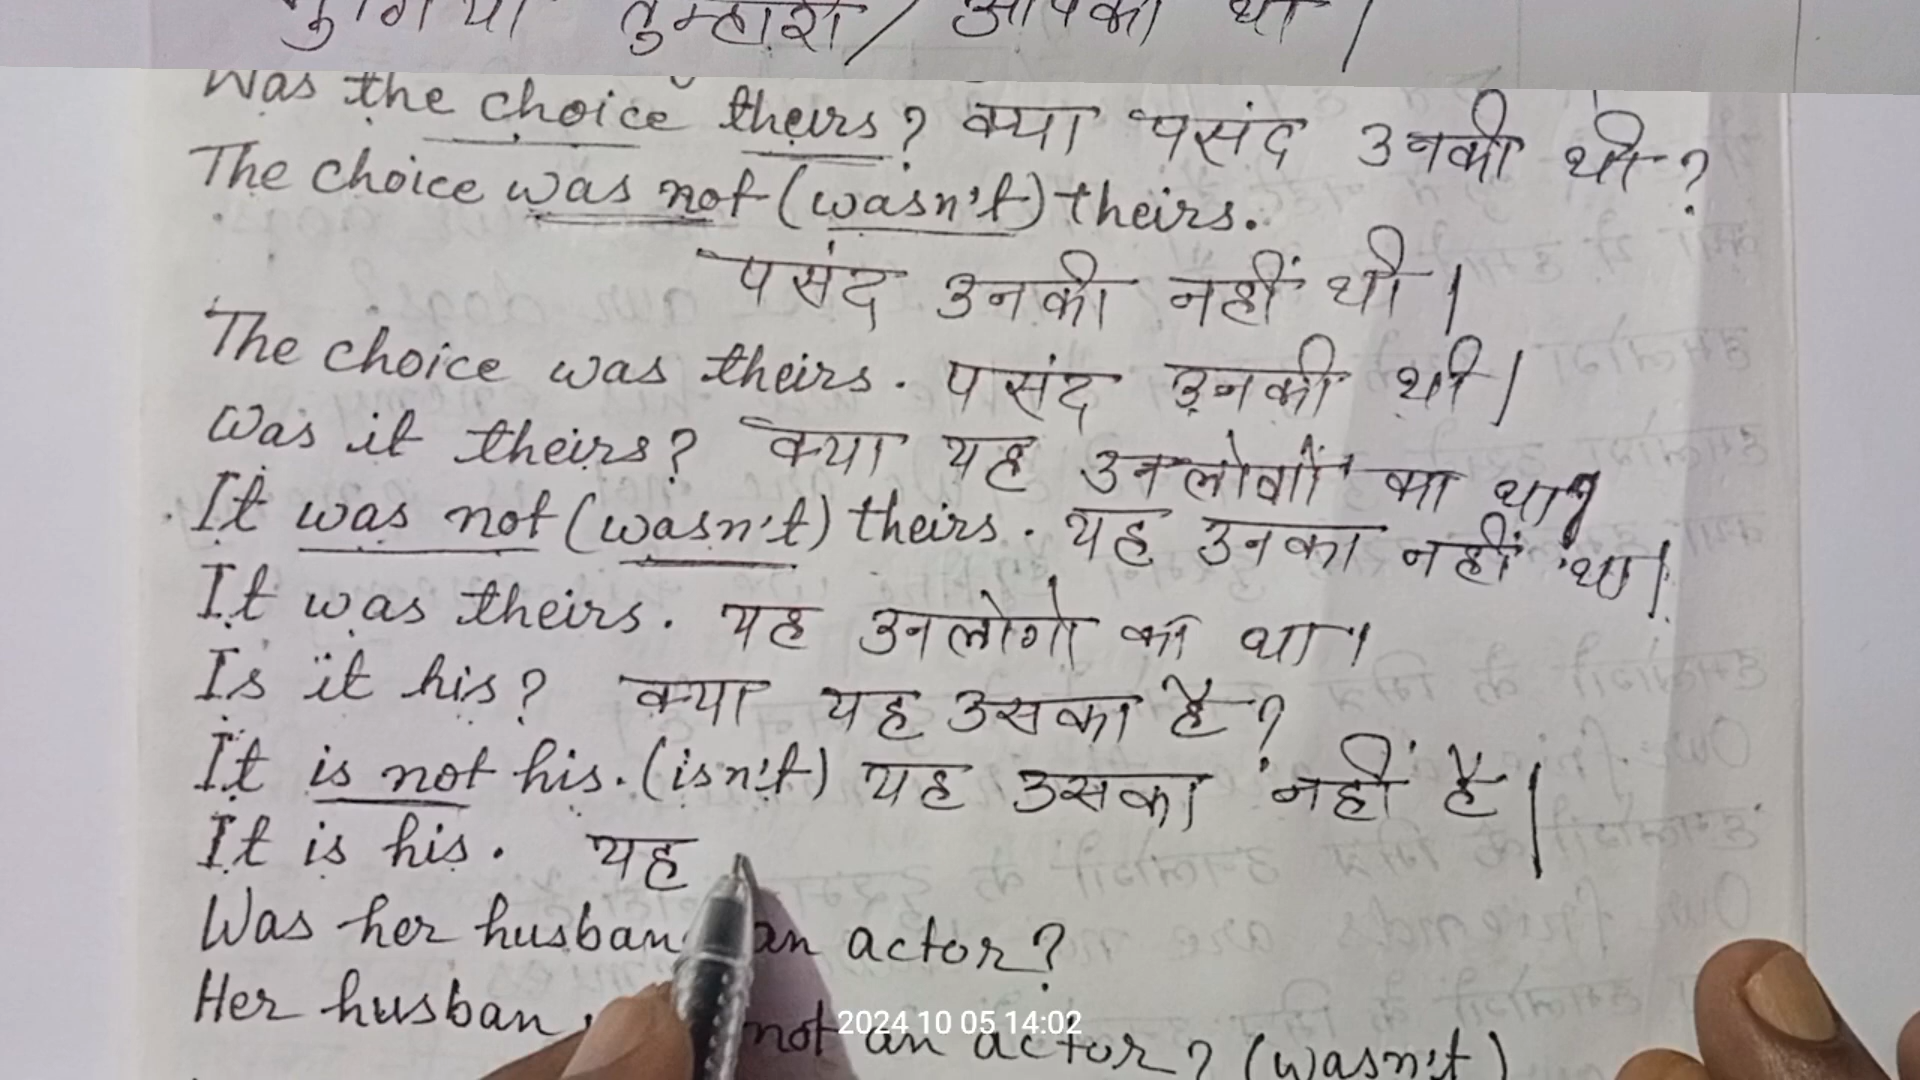 तुम्हारा / आपका था।
Was the choice theirs? क्या पसंद उनकी थी?
The choice was not (wasn't) theirs.
पसंद उनकी नहीं थी।
The choice was theirs. पसंद उनकी थी।
Was it theirs? क्या यह उनलोगों का था?
It was not (wasn't) theirs. यह उनका नहीं था।
It was theirs. यह उनलोगो का था।
Is it his? क्या यह उसका है?
It is not his. (isn't) यह उसका नहीं है।
It is his. यह
Was her husban an actor?
Her husban not an actor? (wasn't)
2024 10 05 14:02